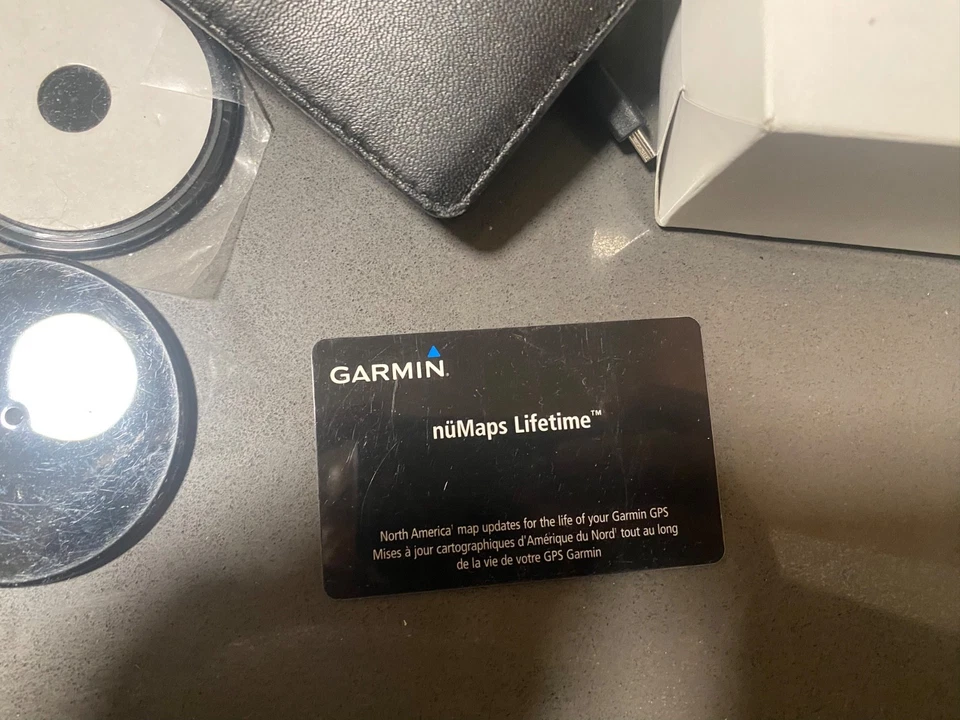 GARMIN.
nüMaps Lifetime™
North America¹ map updates for the life of your Garmin GPS
Mises à jour cartographiques d'Amérique du Nord¹ tout au long
de la vie de votre GPS Garmin